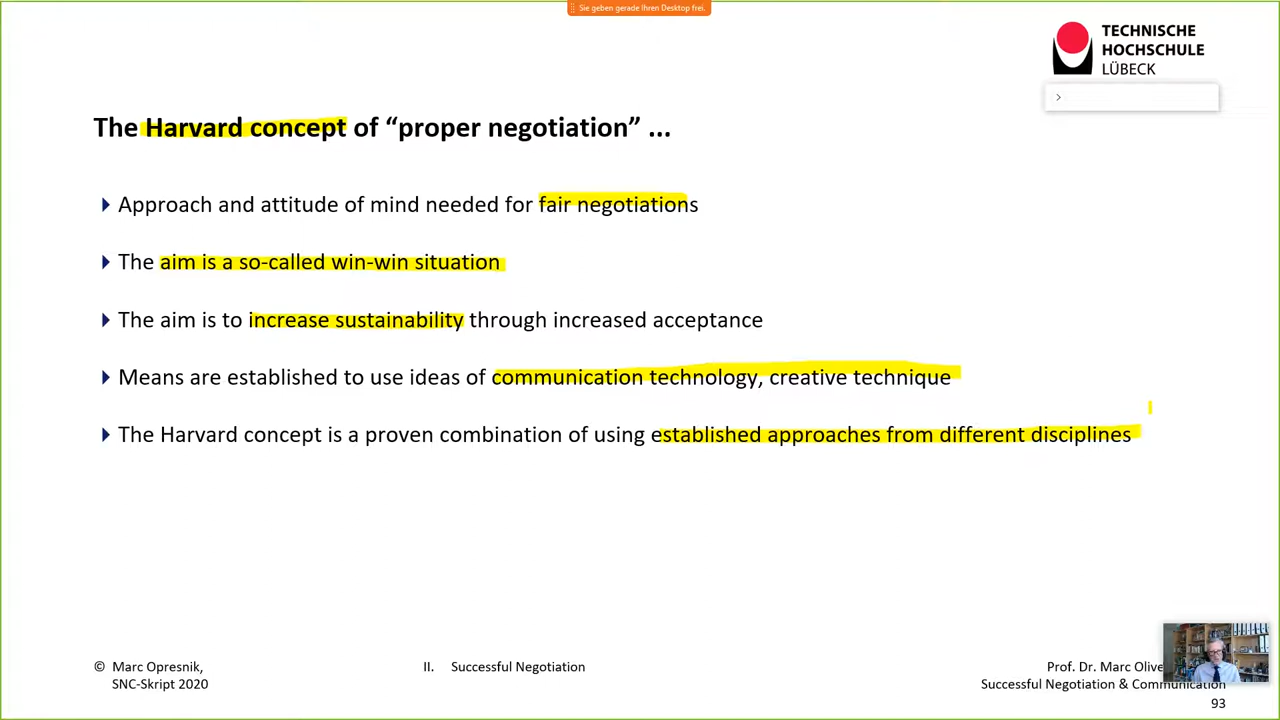 Sie geben gerade Ihren Desktop frei.
TECHNISCHE
HOCHSCHULE
LÜBECK
The Harvard concept of “proper negotiation” ...
Approach and attitude of mind needed for fair negotiations
The aim is a so-called win-win situation
The aim is to increase sustainability through increased acceptance
Means are established to use ideas of communication technology, creative technique
The Harvard concept is a proven combination of using established approaches from different disciplines
© Marc Opresnik,
SNC-Skript 2020
II. Successful Negotiation
Prof. Dr. Marc Olive
Successful Negotiation & Communication
93